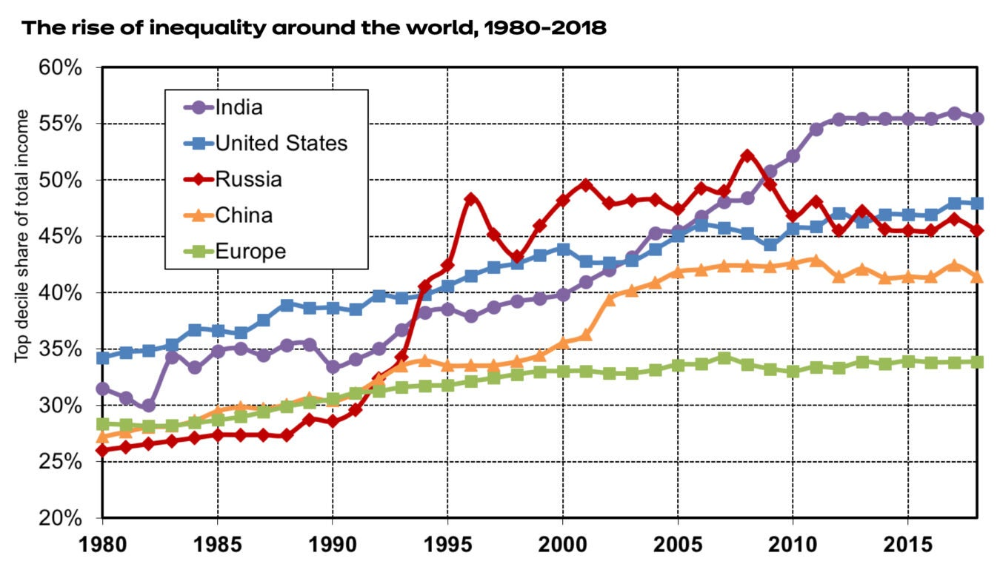 The rise of inequality around the world, 1980-2018
Top decile share of total income
60%
55%
50%
45%
40%
35%
30%
25%
20%
India
United States
Russia
China
Europe
1980 1985 1990 1995 2000 2005 2010 2015